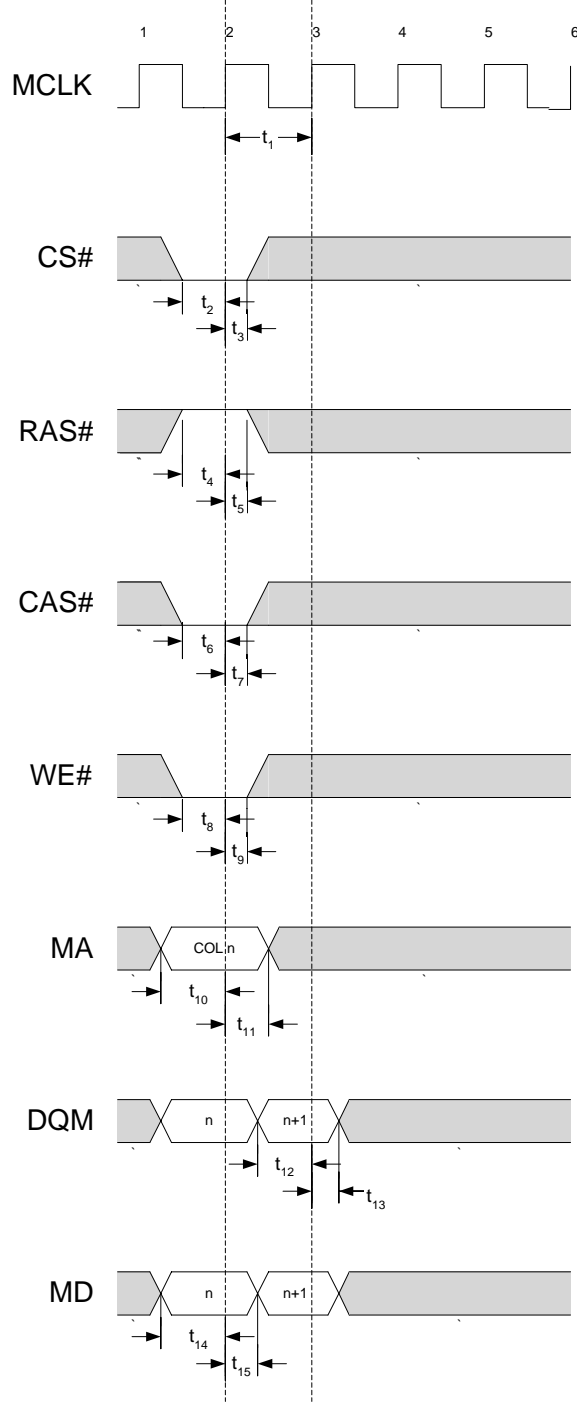 1 2 3 4 5 6
MCLK
t1
CS#
t2
t3
RAS#
t4
t5
CAS#
t6
t7
WE#
t8
t9
MA
COL n
t10
t11
DQM
n n+1
t12
t13
MD
n n+1
t14
t15